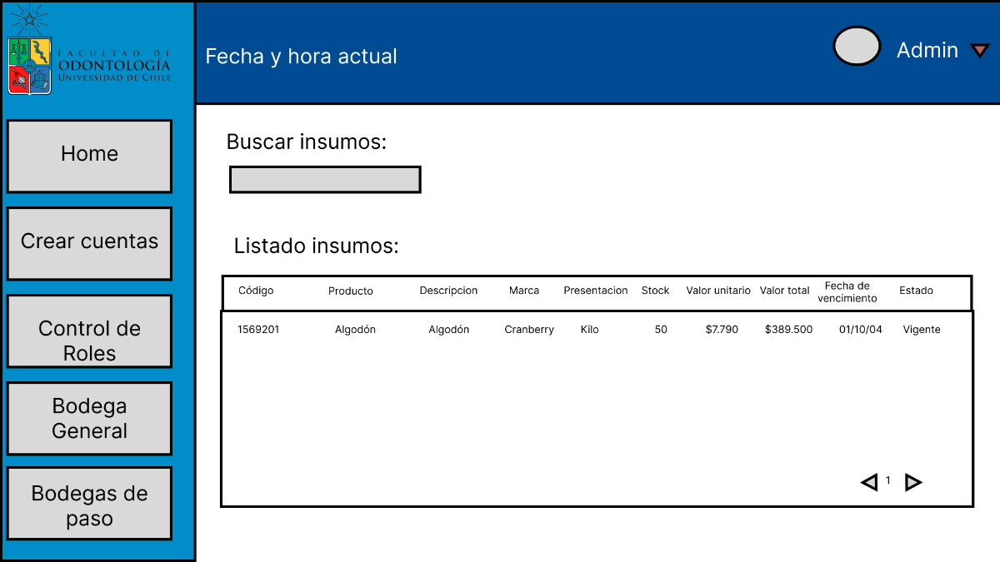 FACULTAD DE
ODONTOLOGÍA
UNIVERSIDAD DE CHILE
Fecha y hora actual
Admin
Home
Crear cuentas
Control de
Roles
Bodega
General
Bodegas de
paso
Buscar insumos:
Listado insumos:
Código Producto Descripcion Marca Presentacion Stock Valor unitario Valor total Fecha de vencimiento Estado
1569201 Algodón Algodón Cranberry Kilo 50 $7.790 $389.500 01/10/04 Vigente
1